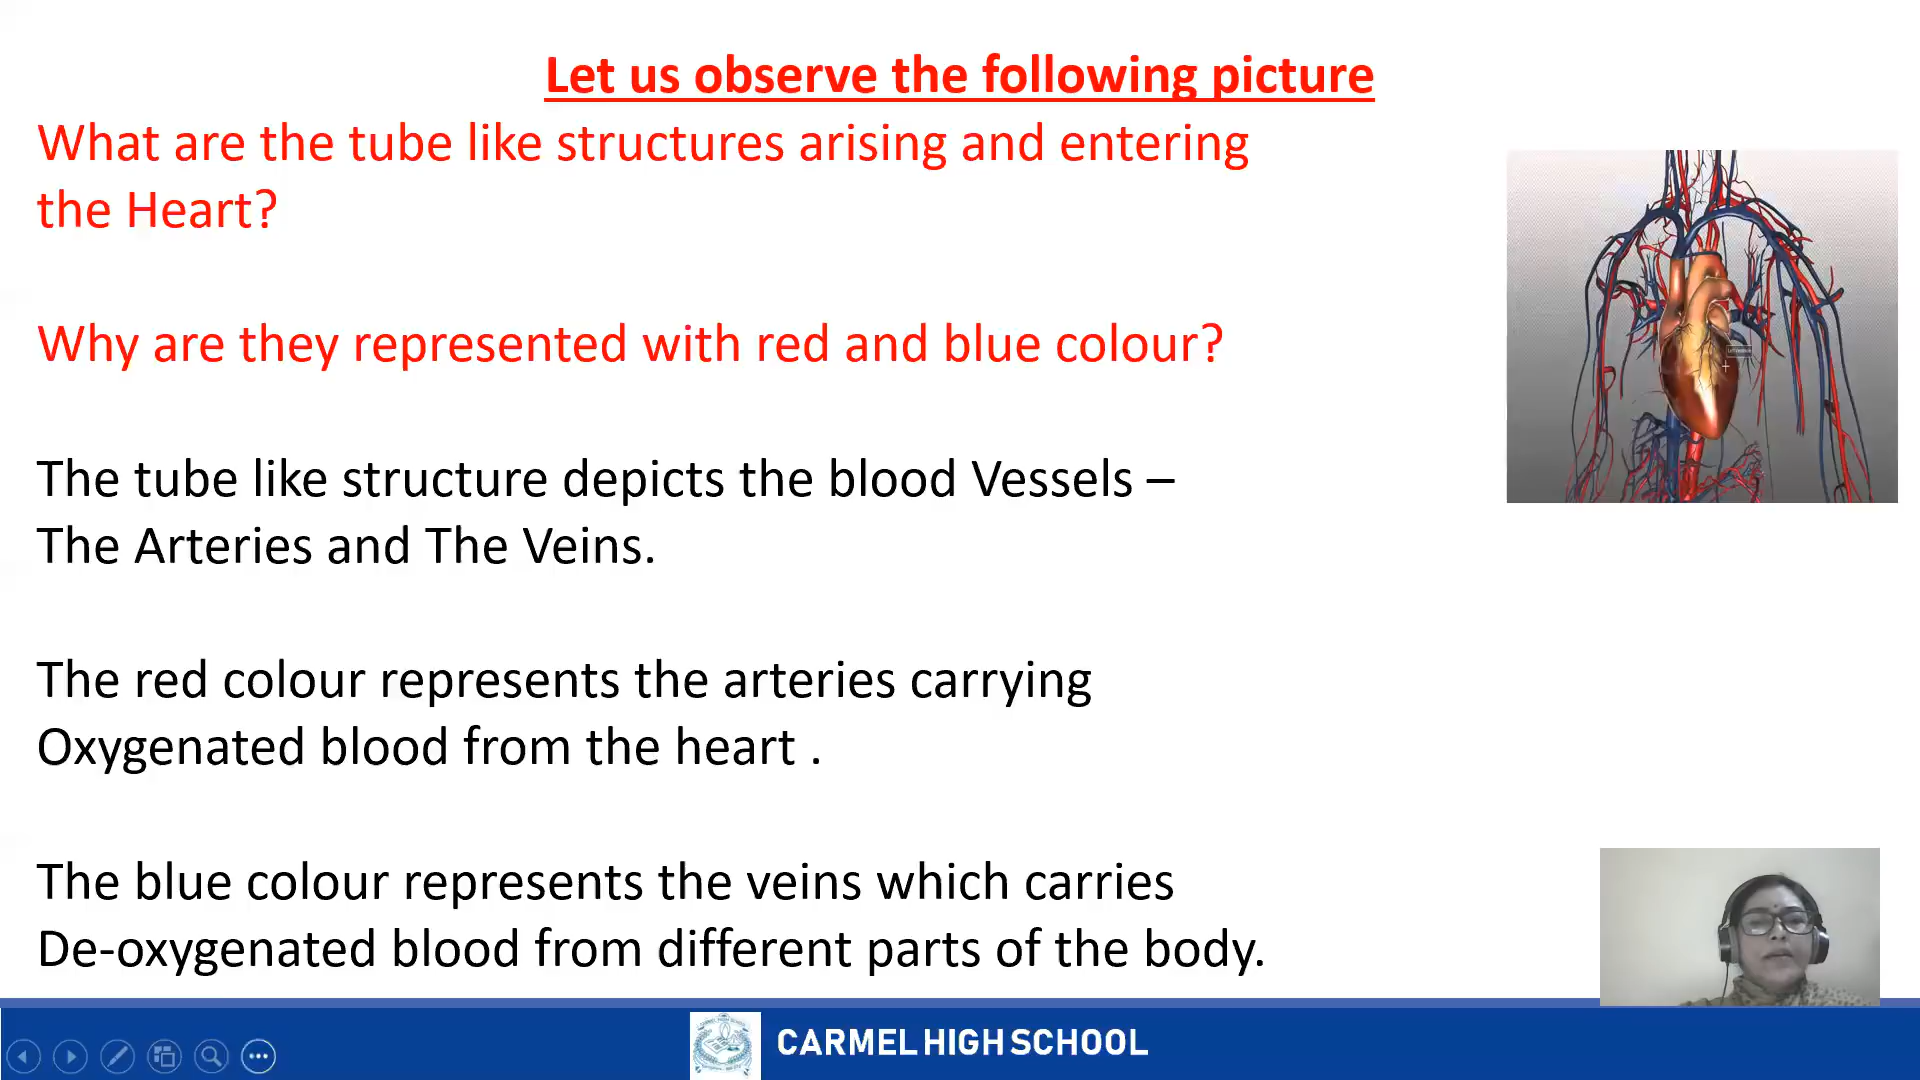 Let us observe the following picture
What are the tube like structures arising and entering
the Heart?
Why are they represented with red and blue colour?
The tube like structure depicts the blood Vessels –
The Arteries and The Veins.
The red colour represents the arteries carrying
Oxygenated blood from the heart .
The blue colour represents the veins which carries
De-oxygenated blood from different parts of the body.
CARMEL HIGH SCHOOL